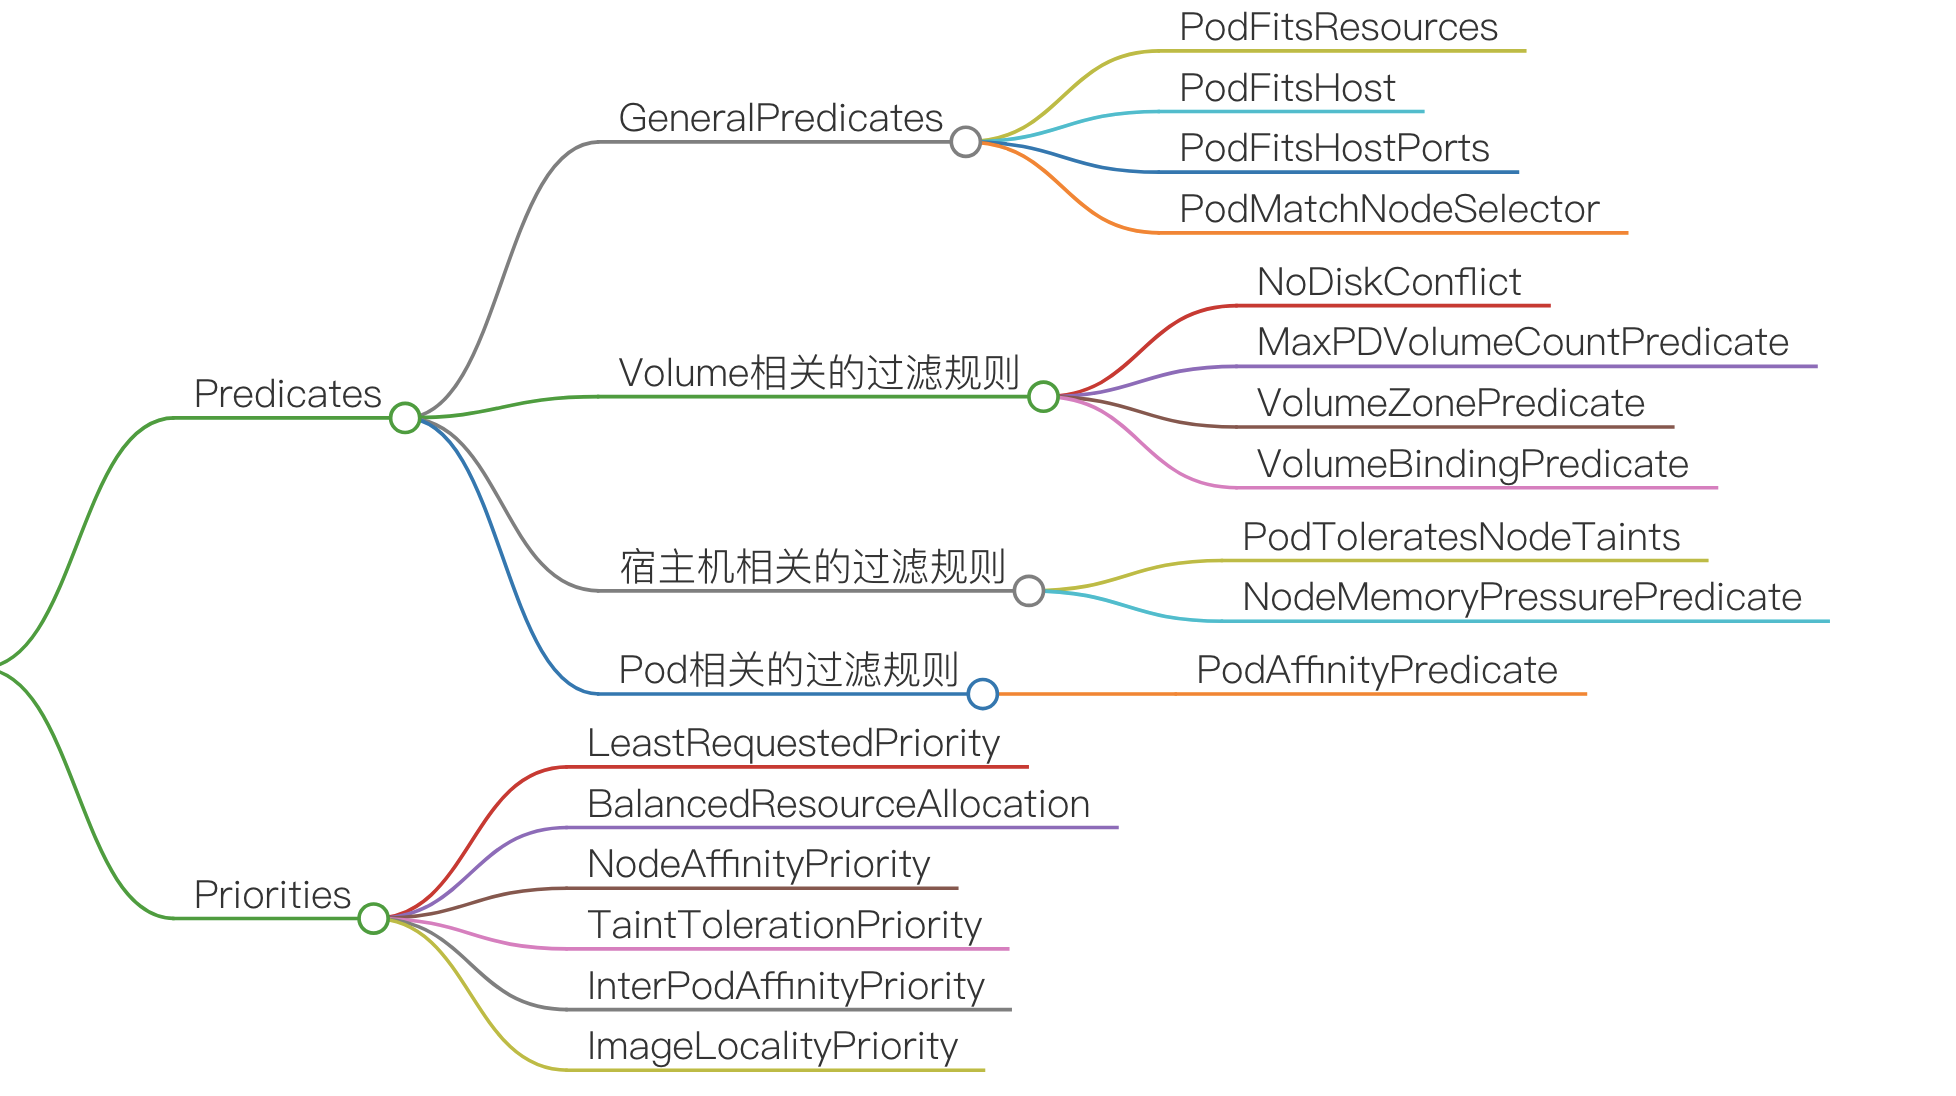 Predicates
GeneralPredicates
PodFitsResources
PodFitsHost
PodFitsHostPorts
PodMatchNodeSelector
Volume相关的过滤规则
NoDiskConflict
MaxPDVolumeCountPredicate
VolumeZonePredicate
VolumeBindingPredicate
宿主机相关的过滤规则
PodToleratesNodeTaints
NodeMemoryPressurePredicate
Pod相关的过滤规则
PodAffinityPredicate
Priorities
LeastRequestedPriority
BalancedResourceAllocation
NodeAffinityPriority
TaintTolerationPriority
InterPodAffinityPriority
ImageLocalityPriority